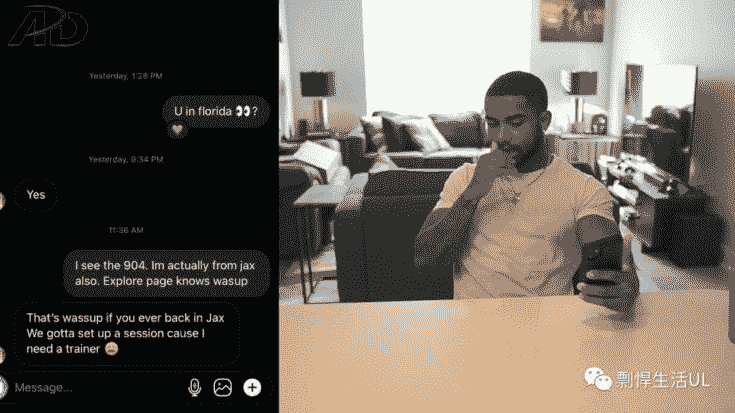 APD
Yesterday, 1:28 PM
U in florida 👀?
Yesterday, 9:34 PM
Yes
11:36 AM
I see the 904. Im actually from jax
also. Explore page knows wasup
That's wassup if you ever back in Jax
We gotta set up a session cause I
need a trainer 😩
Message...
剽悍生活UL